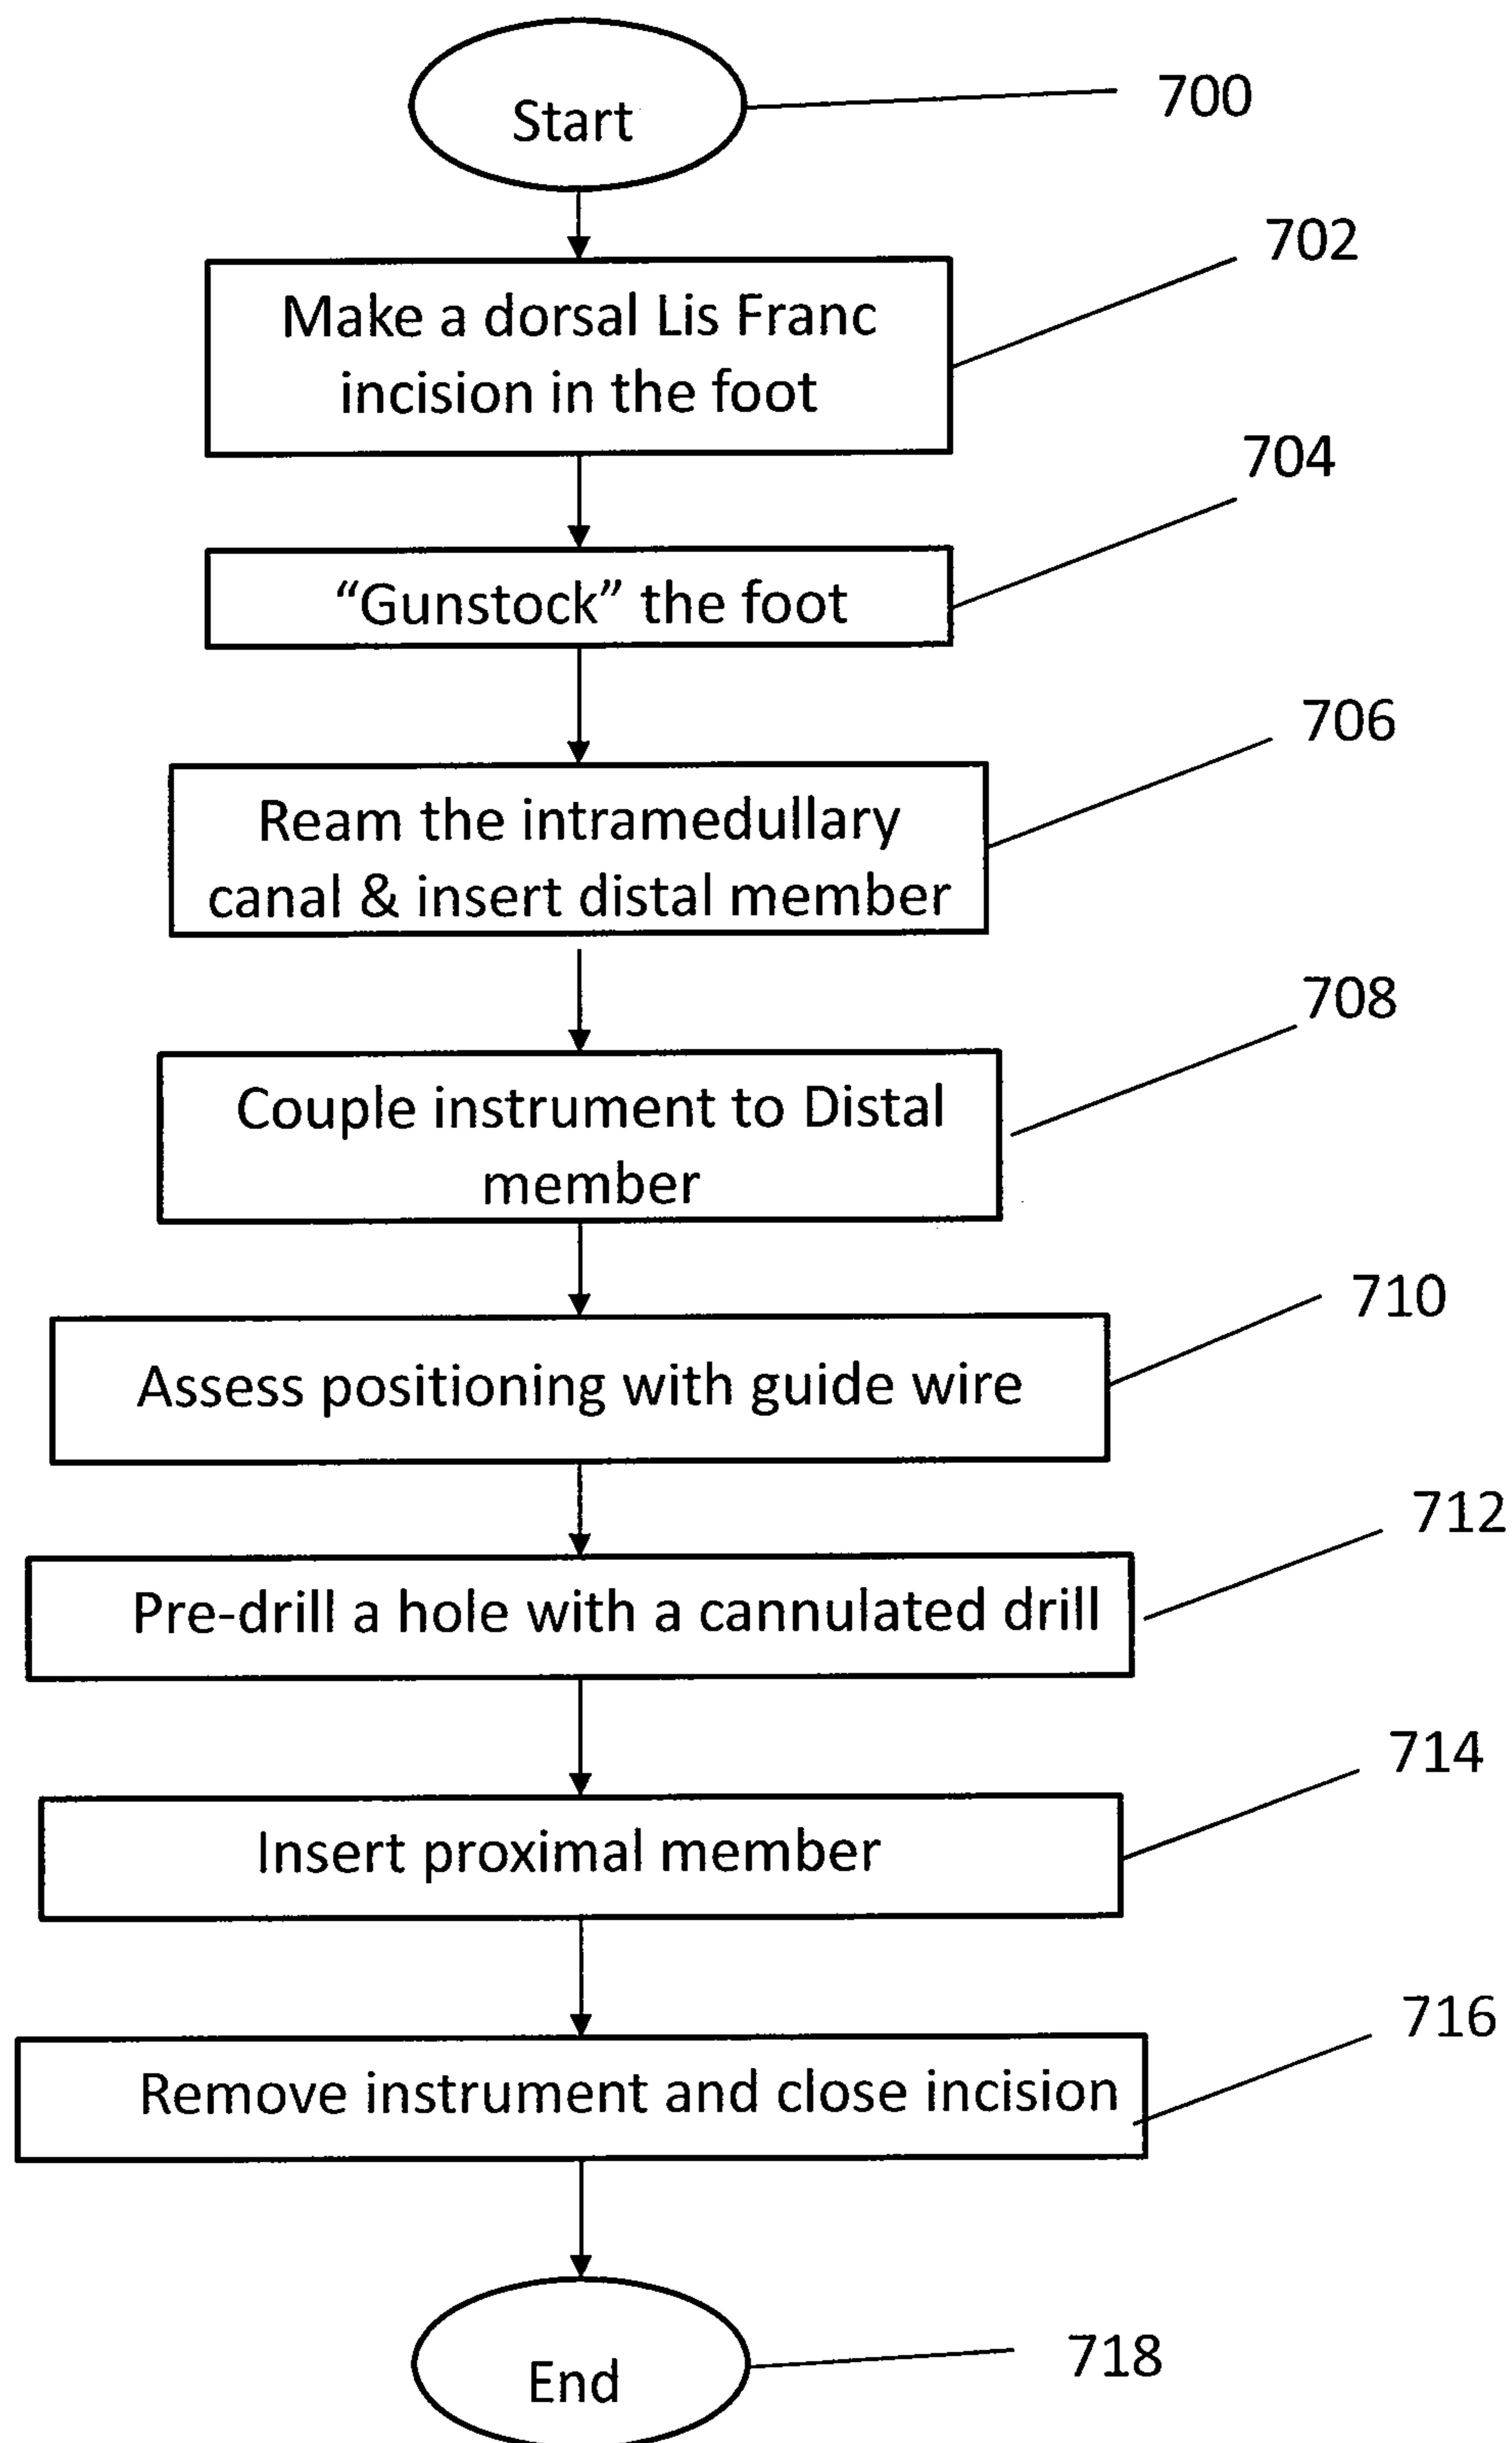 Start
700
702
Make a dorsal Lis Franc
incision in the foot
704
“Gunstock” the foot
706
Ream the intramedullary
canal & insert distal member
708
Couple instrument to Distal
member
710
Assess positioning with guide wire
712
Pre-drill a hole with a cannulated drill
714
Insert proximal member
716
Remove instrument and close incision
718
End